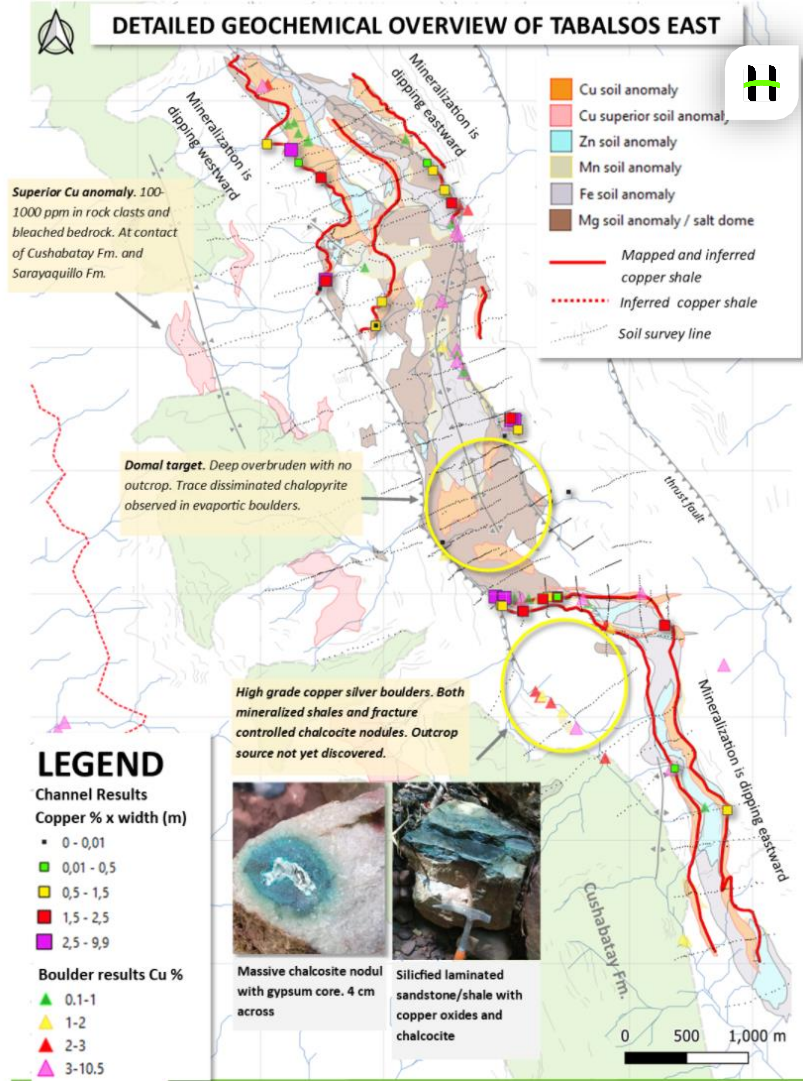 DETAILED GEOCHEMICAL OVERVIEW OF TABALSOS EAST
H
Cu soil anomaly
Cu superior soil anomaly
Zn soil anomaly
Mn soil anomaly
Fe soil anomaly
Mg soil anomaly / salt dome
Mapped and inferred
copper shale
Inferred copper shale
Soil survey line
Mineralization is
dipping westward
Mineralization is
dipping eastward
Superior Cu anomaly. 100-
1000 ppm in rock clasts and
bleached bedrock. At contact
of Cushabatay Fm. and
Sarayaquillo Fm.
Domal target. Deep overbruden with no
outcrop. Trace dissiminated chalopyrite
observed in evaportic boulders.
thrust fault
High grade copper silver boulders. Both
mineralized shales and fracture
controlled chalcocite nodules. Outcrop
source not yet discovered.
Mineralization is dipping eastward
Cushabatay Fm.
LEGEND
Channel Results
Copper % x width (m)
0 - 0,01
0,01 - 0,5
0,5 - 1,5
1,5 - 2,5
2,5 - 9,9
Boulder results Cu %
0.1-1
1-2
2-3
3-10.5
Massive chalcosite nodul
with gypsum core. 4 cm
across
Silicfied laminated
sandstone/shale with
copper oxides and
chalcocite
0 500 1,000 m